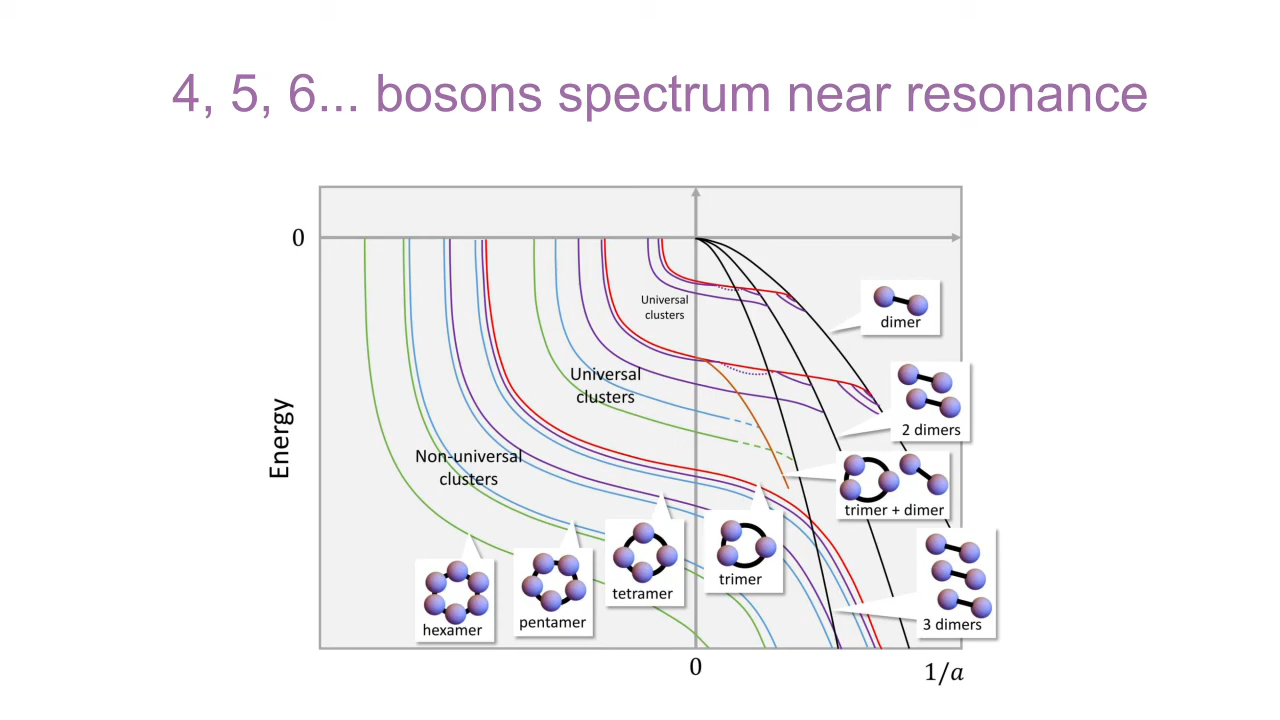 4, 5, 6... bosons spectrum near resonance
0
Energy
Universal
clusters
Universal
clusters
Non-universal
clusters
dimer
2 dimers
trimer + dimer
3 dimers
trimer
tetramer
pentamer
hexamer
0
1/a